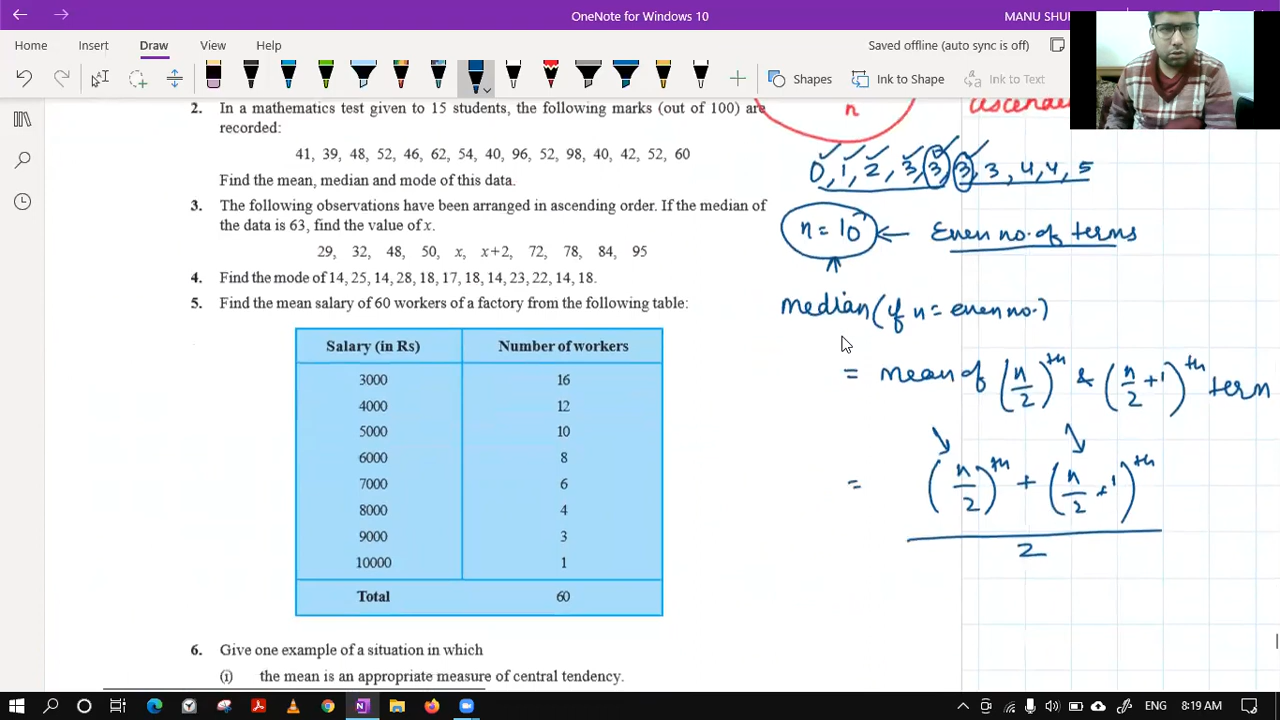 OneNote for Windows 10
MANU SHU
Home Insert Draw View Help
Saved offline (auto sync is off)
Shapes Ink to Shape Ink to Text
2. In a mathematics test given to 15 students, the following marks (out of 100) are
recorded:
41, 39, 48, 52, 46, 62, 54, 40, 96, 52, 98, 40, 42, 52, 60
Find the mean, median and mode of this data.
3. The following observations have been arranged in ascending order. If the median of
the data is 63, find the value of x.
29, 32, 48, 50, x, x+2, 72, 78, 84, 95
4. Find the mode of 14, 25, 14, 28, 18, 17, 18, 14, 23, 22, 14, 18.
5. Find the mean salary of 60 workers of a factory from the following table:
Salary (in Rs) Number of workers
3000 16
4000 12
5000 10
6000 8
7000 6
8000 4
9000 3
10000 1
Total 60
6. Give one example of a situation in which
(i) the mean is an appropriate measure of central tendency.
n
ascende
0, 1, 2, 3, 3, 3, 3, 4, 4, 5
n = 10 ← Even no. of terms
median (if n = even no.)
= mean of (n/2)th & (n/2 + 1)th term
= (n/2)th + (n/2 + 1)th
2
ENG 8:19 AM